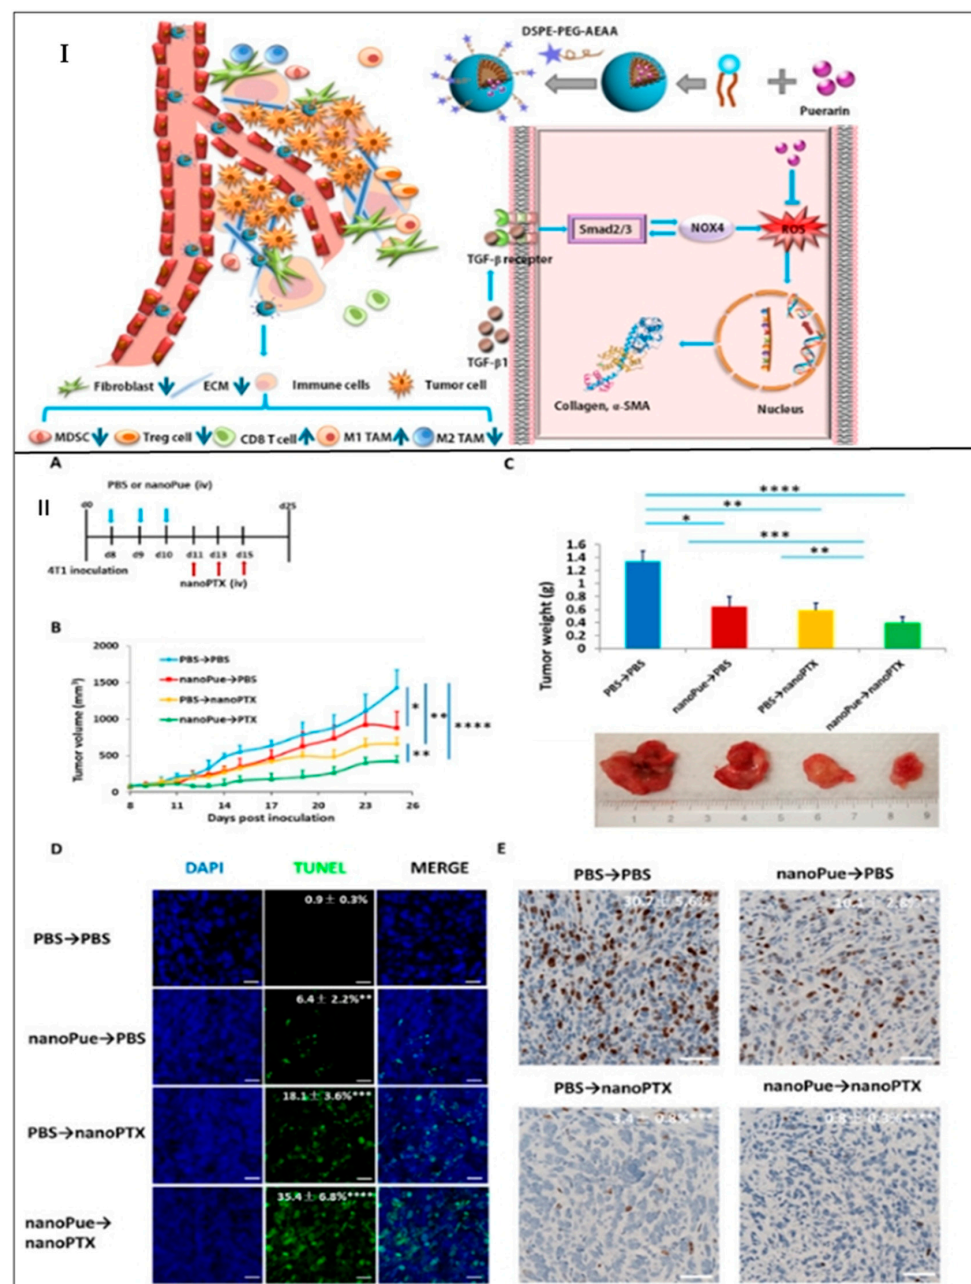 I
DSPE-PEG-AEAA
Puerarin
TGF-β recepter
Smad2/3
NOX4
ROS
TGF-β1
Collagen, α-SMA
Nucleus
Fibroblast
ECM
Immune cells
Tumor cell
MDSC
Treg cell
CD8 T cell
M1 TAM
M2 TAM
II
A
PBS or nanoPue (iv)
d0
d25
d8
d9
d10
d11
d13
d15
4T1 inoculation
nanoPTX (iv)
B
Tumor volume (mm³)
2000
1500
1000
500
0
PBS→PBS
nanoPue→PBS
PBS→nanoPTX
nanoPue→PTX
*
**
****
**
8 11 14 17 20 23 26
Days post inoculation
C
****
**
*
***
**
Tumor weight (g)
1.6
1.4
1.2
1
0.8
0.6
0.4
0.2
0
PBS→PBS
nanoPue→PBS
PBS→nanoPTX
nanoPue→nanoPTX
1 2 3 4 5 6 7 8 9
D
DAPI TUNEL MERGE
PBS→PBS
0.9 ± 0.3%
nanoPue→PBS
6.4 ± 2.2%**
PBS→nanoPTX
18.1 ± 3.6%***
nanoPue→
nanoPTX
35.4 ± 6.8%****
E
PBS→PBS
nanoPue→PBS
PBS→nanoPTX
nanoPue→nanoPTX